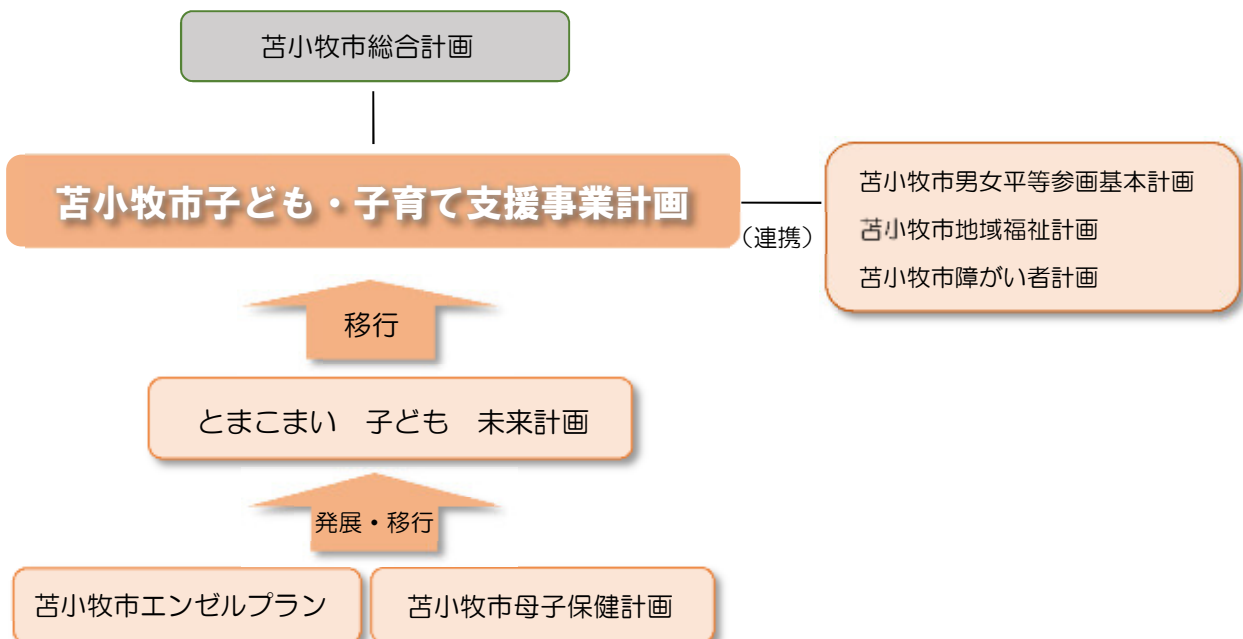 苫小牧市総合計画
苫小牧市子ども・子育て支援事業計画
（連携）
苫小牧市男女平等参画基本計画
苫小牧市地域福祉計画
苫小牧市障がい者計画
移行
とまこまい　子ども　未来計画
発展・移行
苫小牧市エンゼルプラン
苫小牧市母子保健計画